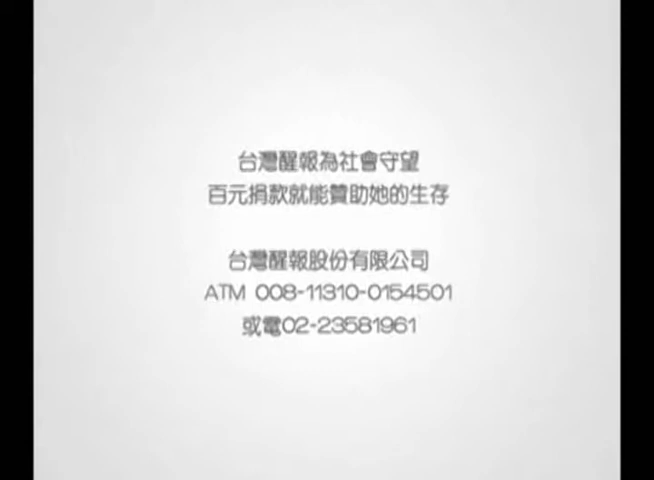 台灣醒報為社會守望
百元捐款就能贊助她的生存
台灣醒報股份有限公司
ATM 008-11310-0154501
或電02-23581961